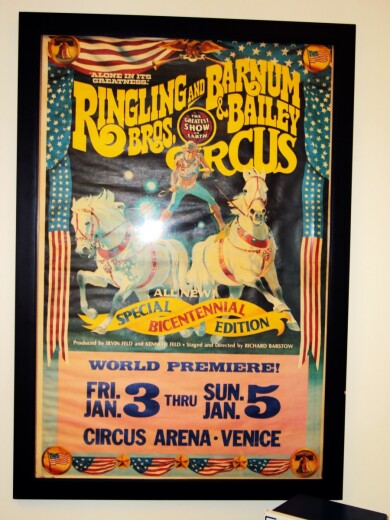 "ALONE IN ITS
GREATNESS."
RINGLING AND BARNUM
BROS. & BAILEY
THE
GREATEST
SHOW
ON
EARTH
CIRCUS
ALL NEW!
SPECIAL
BICENTENNIAL
EDITION
Produced by IRVIN FELD and KENNETH FELD • Staged and Directed by RICHARD BARSTOW
WORLD PREMIERE!
FRI. JAN. 3 THRU SUN. JAN. 5
CIRCUS ARENA • VENICE